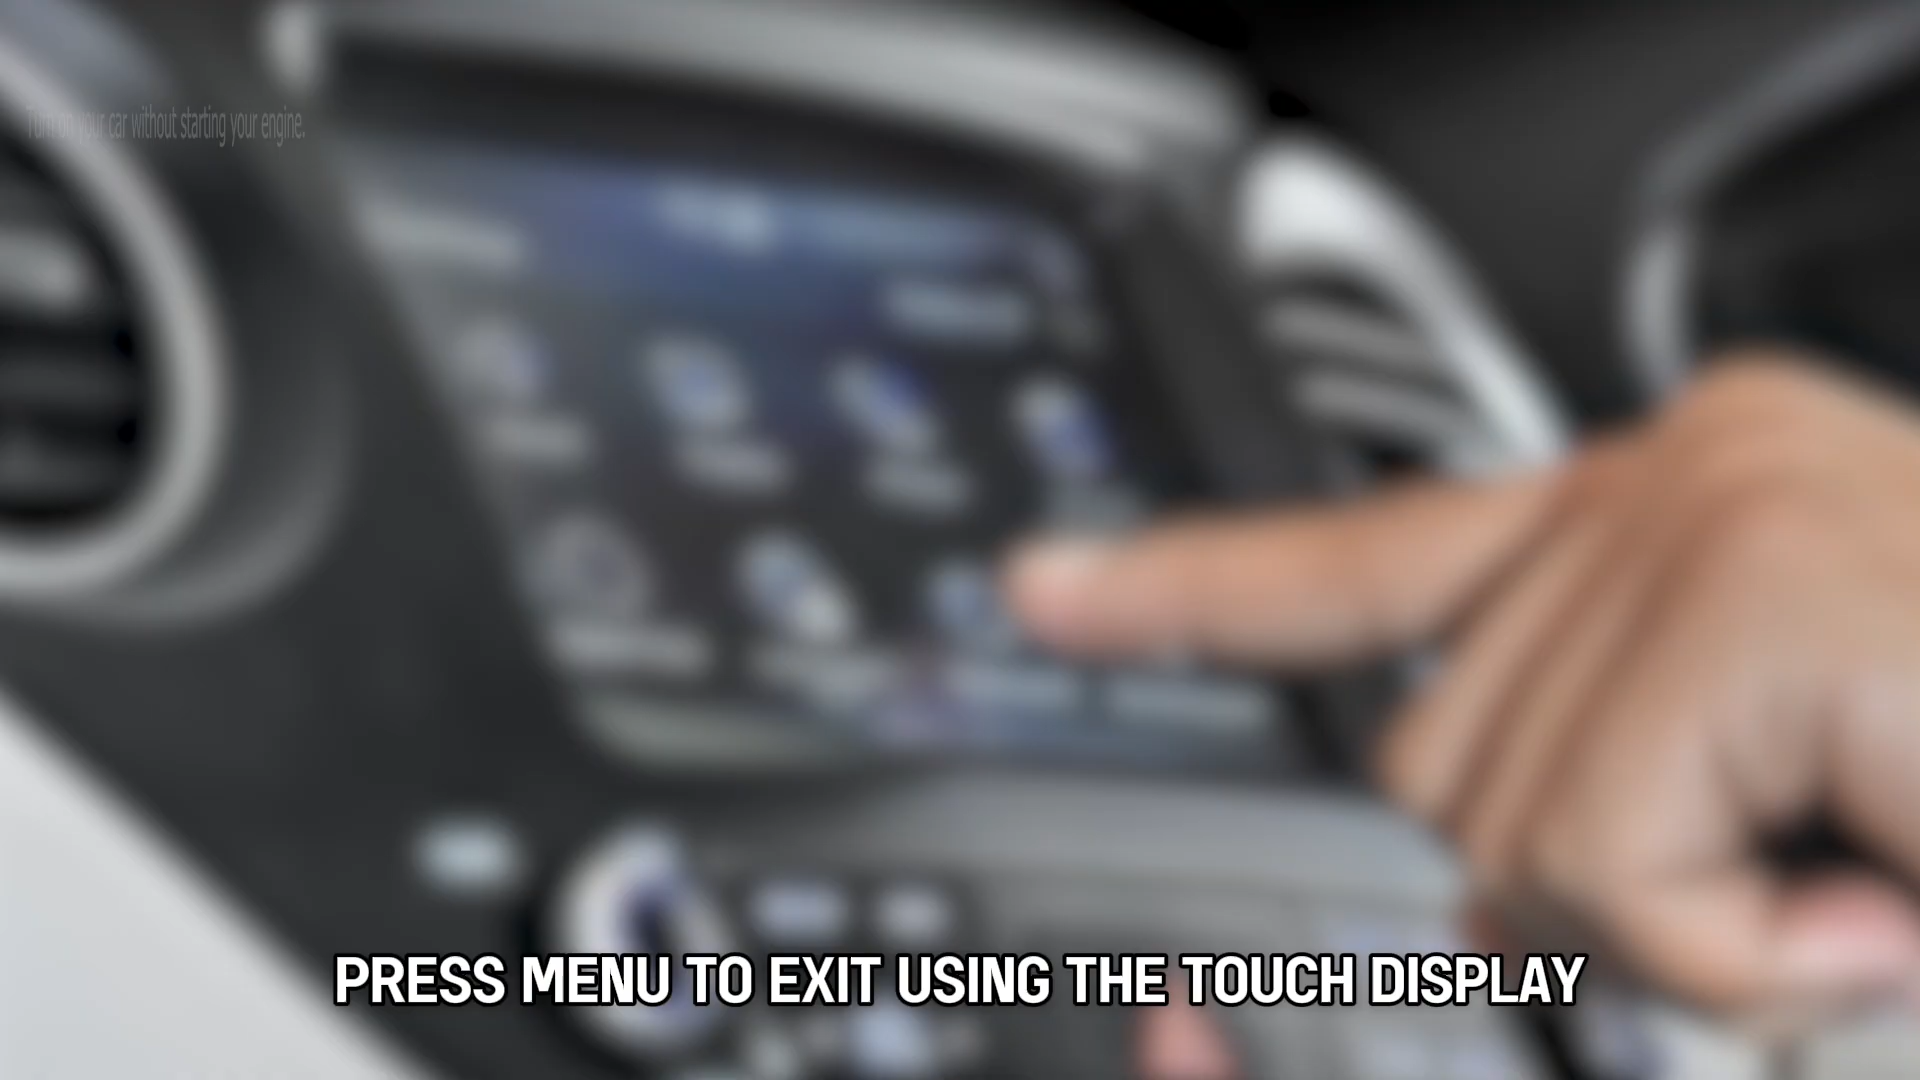 Turn on your car without starting your engine.
PRESS MENU TO EXIT USING THE TOUCH DISPLAY